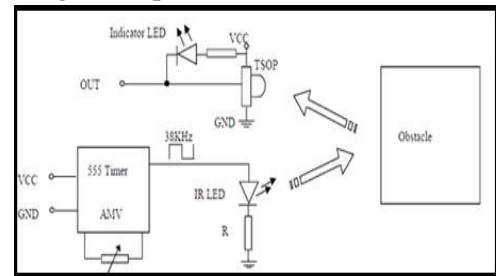 Indicator LED
VCC
TSOP
OUT
GND
38KHz
Obstacle
VCC
555 Timer
IR LED
GND
AMV
R